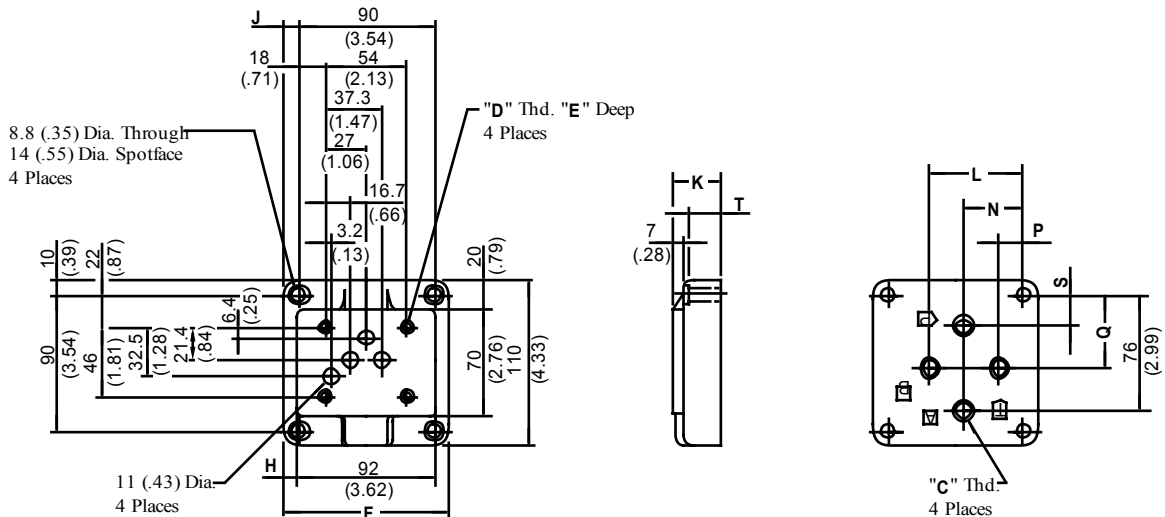 J
90
(3.54)
18
(.71)
54
(2.13)
37.3
(1.47)
27
(1.06)
16.7
(.66)
3.2
(.13)
"D" Thd. "E" Deep
4 Places
8.8 (.35) Dia. Through
14 (.55) Dia. Spotface
4 Places
10
(.39)
22
(.87)
6.4
(.25)
20
(.79)
90
(3.54)
46
(1.81)
32.5
(1.28)
21.4
(.84)
70
(2.76)
110
(4.33)
H
92
(3.62)
F
11 (.43) Dia.
4 Places
K
T
7
(.28)
L
N
P
S
Q
76
(2.99)
P
A
T
"C" Thd.
4 Places